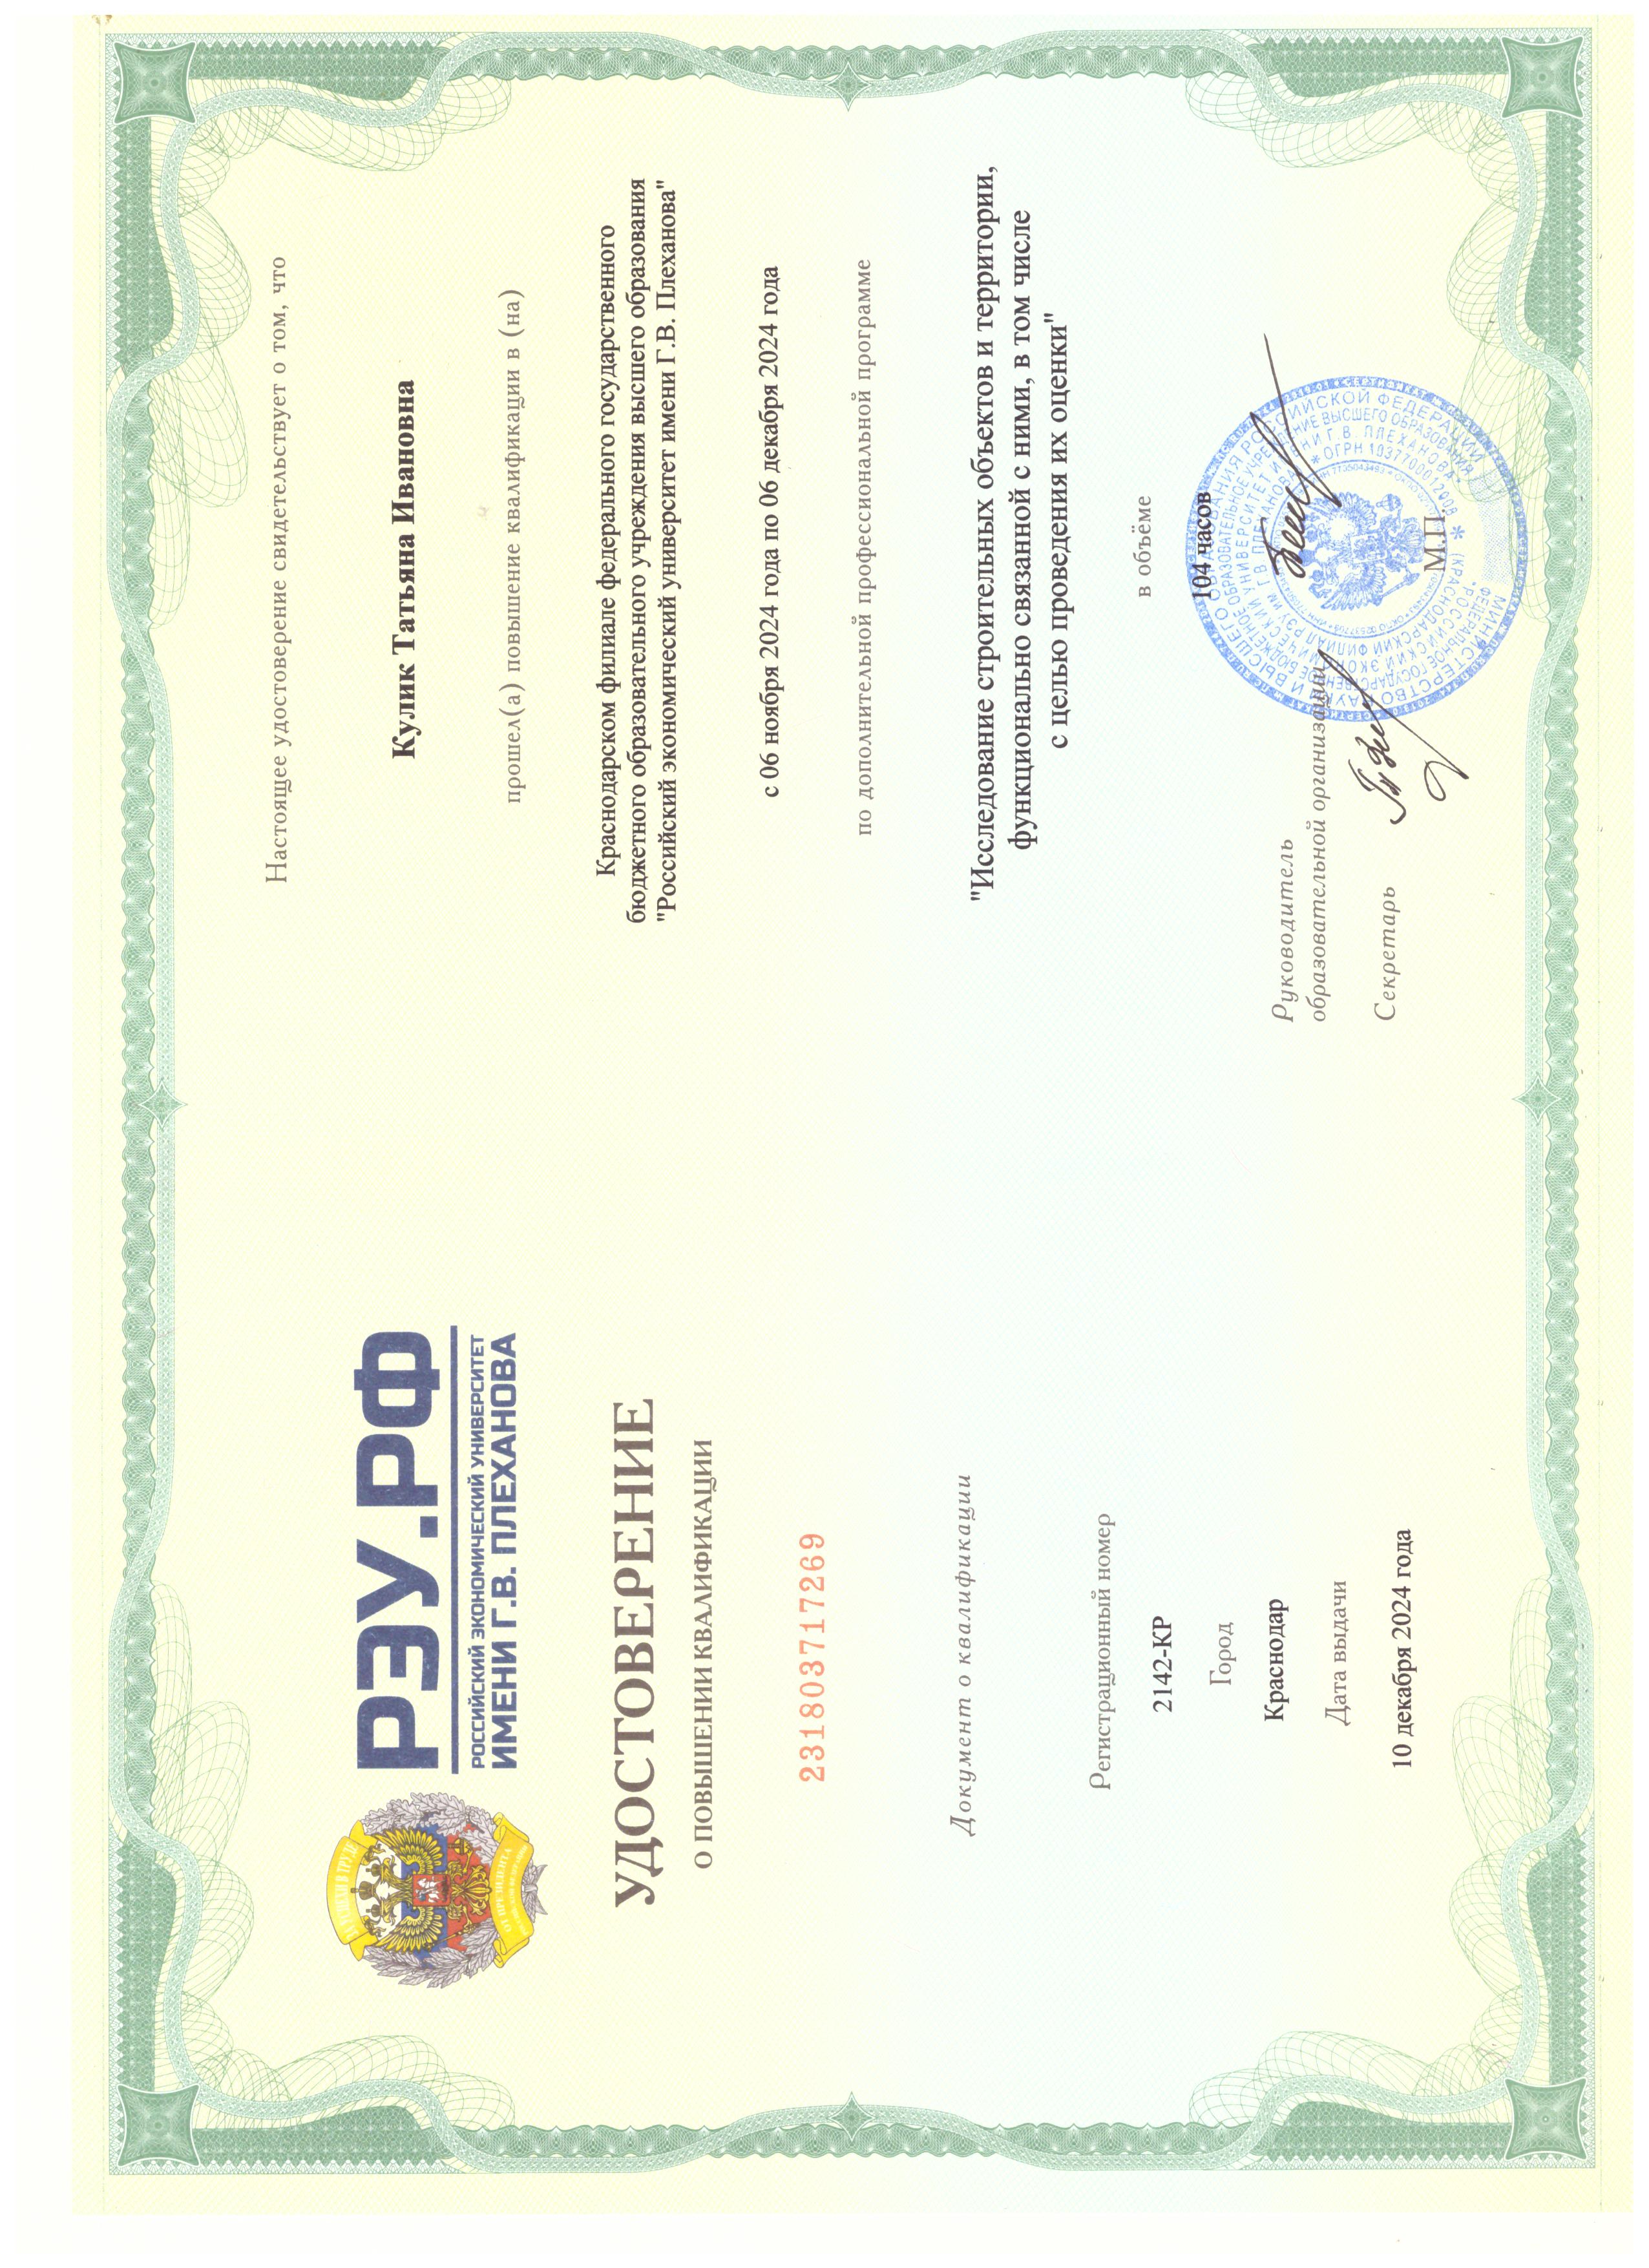 ЗА УСПЕХИ В ТРУДЕ
ОТ ПРЕЗИДЕНТА
РОССИЙСКОЙ ФЕДЕРАЦИИ
РЭУ.РФ
РОССИЙСКИЙ ЭКОНОМИЧЕСКИЙ УНИВЕРСИТЕТ
ИМЕНИ Г.В. ПЛЕХАНОВА
УДОСТОВЕРЕНИЕ
О ПОВЫШЕНИИ КВАЛИФИКАЦИИ
231803717269
Документ о квалификации
Регистрационный номер
2142-КР
Город
Краснодар
Дата выдачи
10 декабря 2024 года
Настоящее удостоверение свидетельствует о том, что
Кулик Татьяна Ивановна
прошел(а) повышение квалификации в (на)
Краснодарском филиале федерального государственного
бюджетного образовательного учреждения высшего образования
"Российский экономический университет имени Г.В. Плеханова"
с 06 ноября 2024 года по 06 декабря 2024 года
по дополнительной профессиональной программе
"Исследование строительных объектов и территории,
функционально связанной с ними, в том числе
с целью проведения их оценки"
в объёме
104 часов
Руководитель
образовательной организации
Секретарь
М.П.
МИНИСТЕРСТВО НАУКИ И ВЫСШЕГО ОБРАЗОВАНИЯ РОССИЙСКОЙ ФЕДЕРАЦИИ
ФЕДЕРАЛЬНОЕ ГОСУДАРСТВЕННОЕ БЮДЖЕТНОЕ ОБРАЗОВАТЕЛЬНОЕ УЧРЕЖДЕНИЕ ВЫСШЕГО ОБРАЗОВАНИЯ
"РОССИЙСКИЙ ЭКОНОМИЧЕСКИЙ УНИВЕРСИТЕТ ИМЕНИ Г.В. ПЛЕХАНОВА"
(КРАСНОДАРСКИЙ ФИЛИАЛ РЭУ ИМ. Г.В. ПЛЕХАНОВА) * ОГРН 1037700012008 *